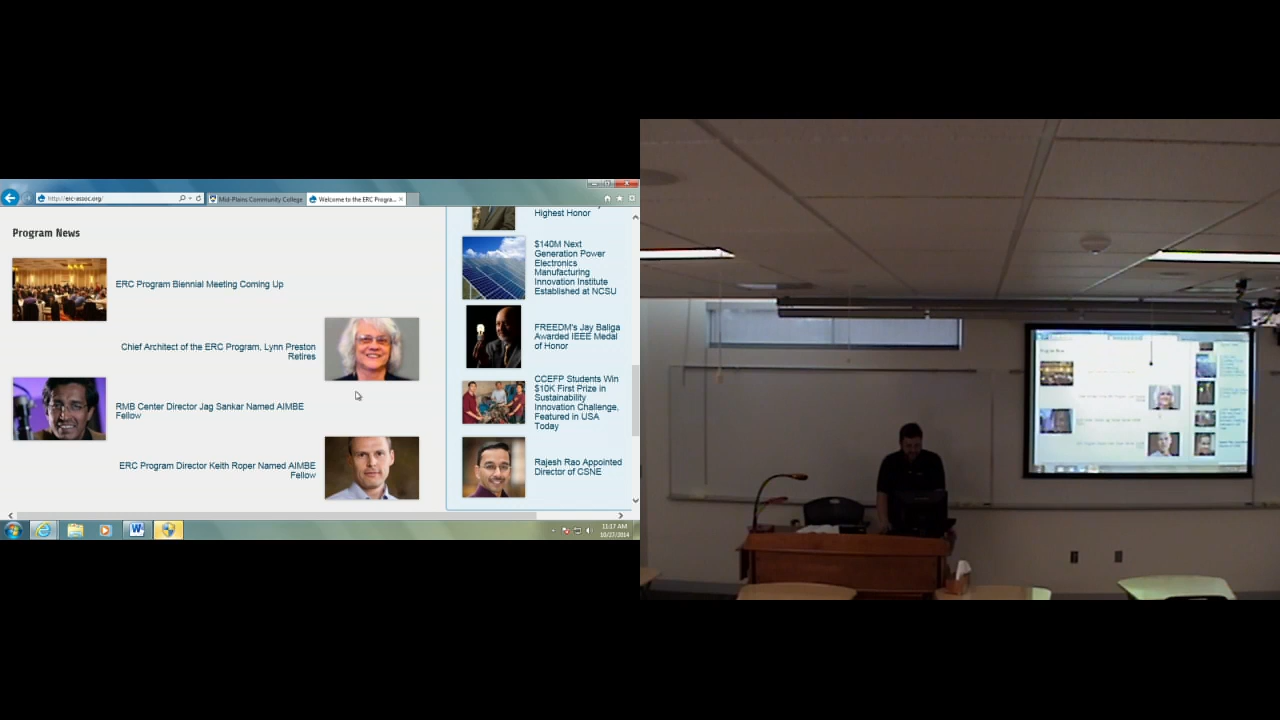 http://erc-assoc.org/
Mid-Plains Community College
Welcome to the ERC Progra...
Program News
ERC Program Biennial Meeting Coming Up
Chief Architect of the ERC Program, Lynn Preston
Retires
RMB Center Director Jag Sankar Named AIMBE
Fellow
ERC Program Director Keith Roper Named AIMBE
Fellow
Highest Honor
$140M Next
Generation Power
Electronics
Manufacturing
Innovation Institute
Established at NCSU
FREEDM's Jay Baliga
Awarded IEEE Medal
of Honor
CCEFP Students Win
$10K First Prize in
Sustainability
Innovation Challenge,
Featured in USA
Today
Rajesh Rao Appointed
Director of CSNE
11:17 AM
10/27/2014
Program News